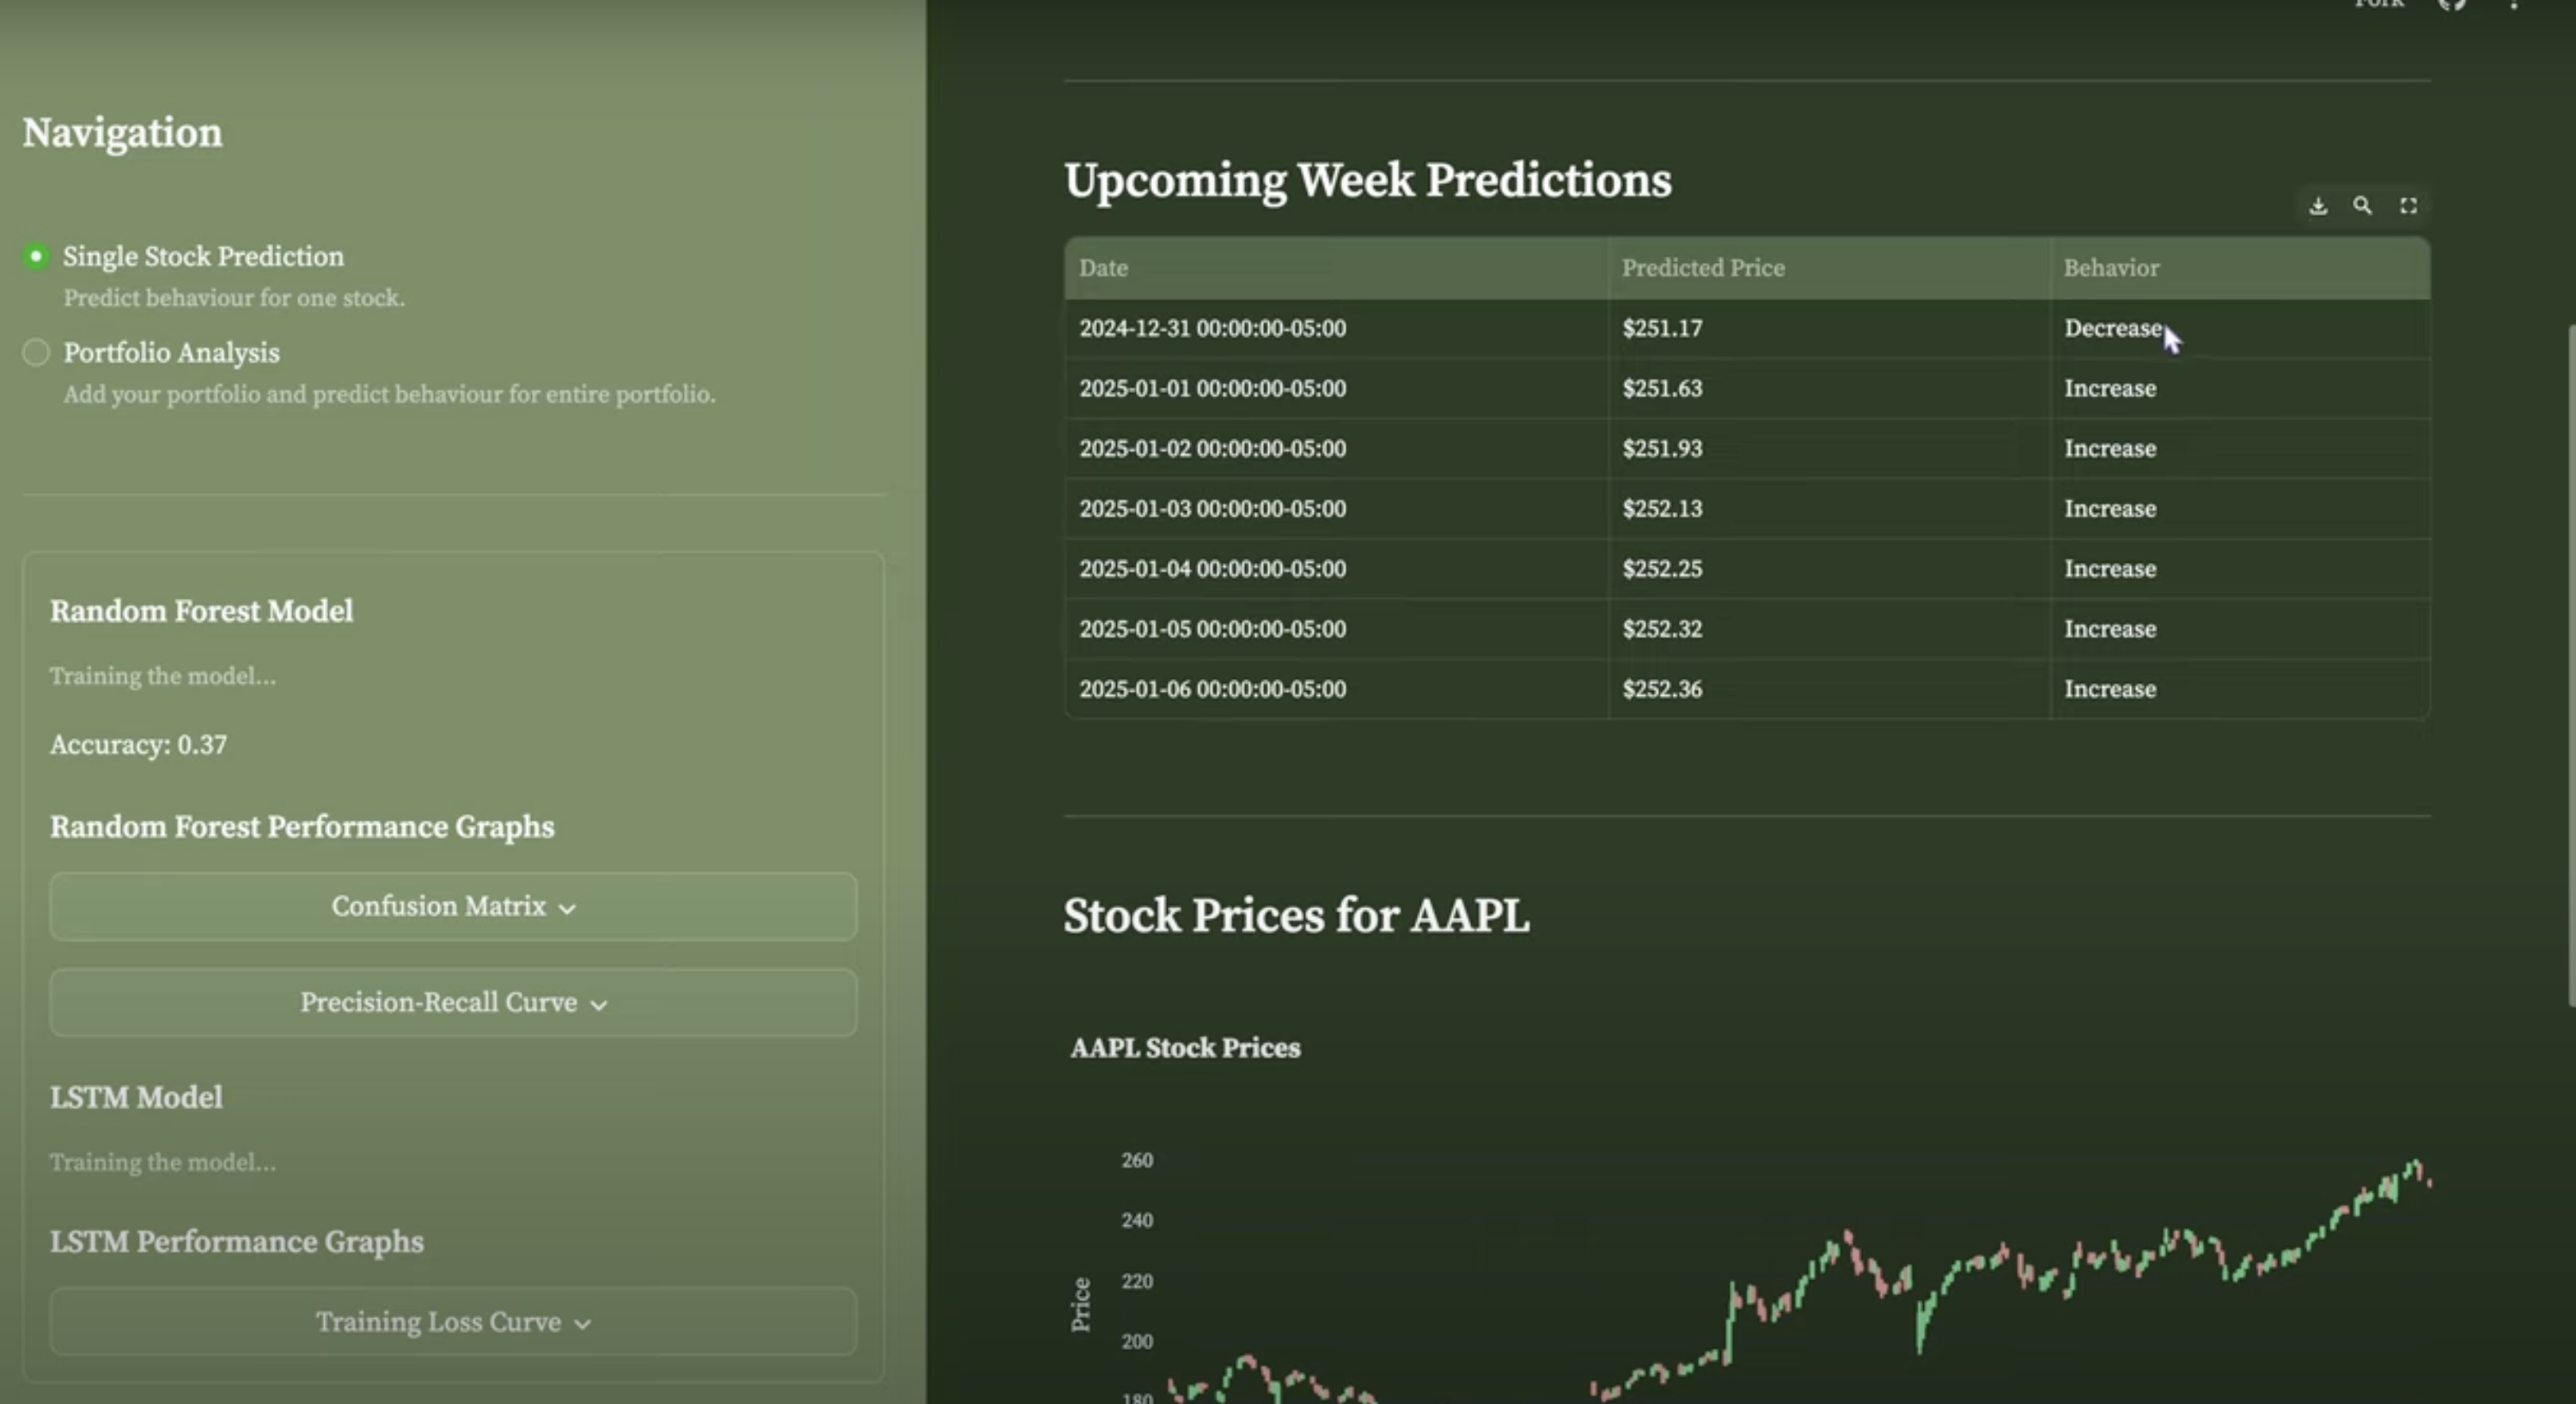 Fork
Navigation
Single Stock Prediction
Predict behaviour for one stock.
Portfolio Analysis
Add your portfolio and predict behaviour for entire portfolio.
Random Forest Model
Training the model...
Accuracy: 0.37
Random Forest Performance Graphs
Confusion Matrix
Precision-Recall Curve
LSTM Model
Training the model...
LSTM Performance Graphs
Training Loss Curve
Upcoming Week Predictions
Date Predicted Price Behavior
2024-12-31 00:00:00-05:00 $251.17 Decrease
2025-01-01 00:00:00-05:00 $251.63 Increase
2025-01-02 00:00:00-05:00 $251.93 Increase
2025-01-03 00:00:00-05:00 $252.13 Increase
2025-01-04 00:00:00-05:00 $252.25 Increase
2025-01-05 00:00:00-05:00 $252.32 Increase
2025-01-06 00:00:00-05:00 $252.36 Increase
Stock Prices for AAPL
AAPL Stock Prices
Price
260
240
220
200
180